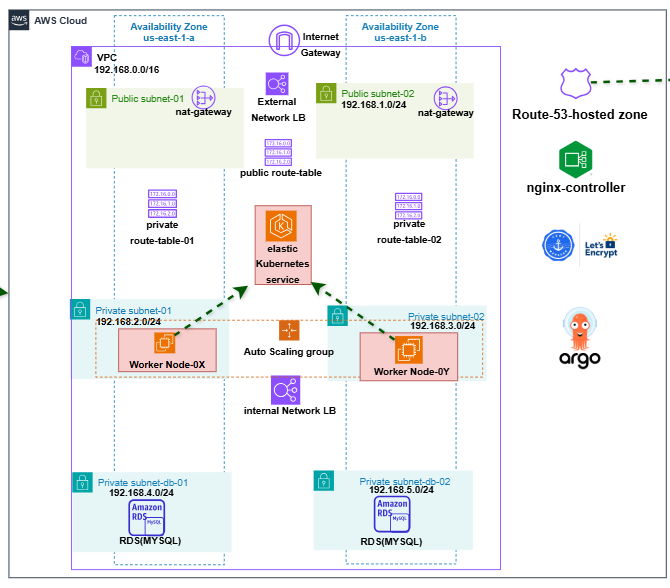 aws
AWS Cloud
Availability Zone
us-east-1-a
Internet
Gateway
Availability Zone
us-east-1-b
VPC
192.168.0.0/16
Public subnet-01
nat-gateway
External
Network LB
Public subnet-02
192.168.1.0/24
nat-gateway
172.16.0.0
172.16.1.0
172.16.2.0
public route-table
172.16.0.0
172.16.1.0
172.16.2.0
private
route-table-01
172.16.0.0
172.16.1.0
172.16.2.0
private
route-table-02
elastic
Kubernetes
service
Private subnet-01
192.168.2.0/24
Private subnet-02
192.168.3.0/24
Worker Node-0X
Auto Scaling group
Worker Node-0Y
internal Network LB
Private subnet-db-01
192.168.4.0/24
Amazon
RDS
MySQL
RDS(MYSQL)
Private subnet-db-02
192.168.5.0/24
Amazon
RDS
MySQL
RDS(MYSQL)
Route-53-hosted zone
nginx-controller
Let's
Encrypt
argo